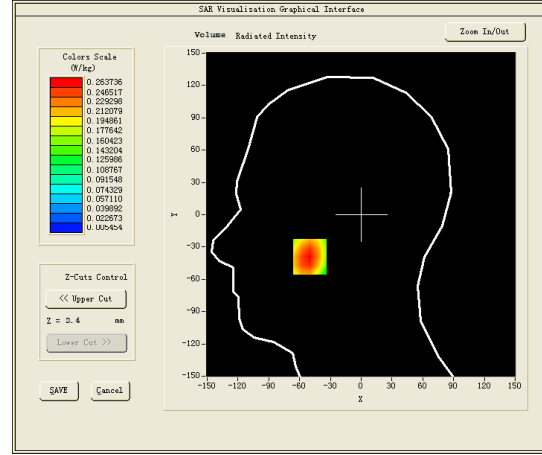 SAR Visualisation Graphical Interface
Volume Radiated Intensity
Zoom In/Out
Colors Scale
(W/kg)
0.263736
0.246517
0.229298
0.212079
0.194861
0.177642
0.160423
0.143204
0.125986
0.108767
0.091548
0.074329
0.057110
0.039892
0.022673
0.005454
Z-Cuts Control
<< Upper Cut
Z = 0.4 mm
Lower Cut >>
SAVE Cancel
150
120
90
60
30
0
-30
-60
-90
-120
-150
Y
-150 -120 -90 -60 -30 0 30 60 90 120 150
X